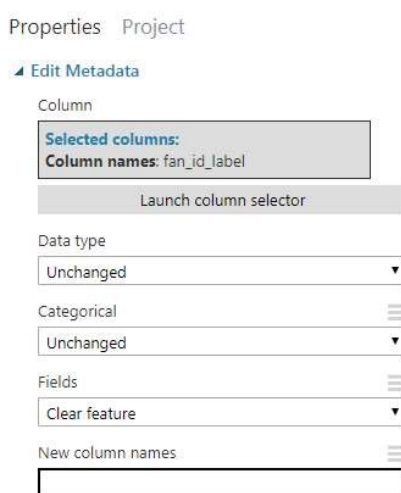 Properties Project
Edit Metadata
Column
Selected columns:
Column names: fan_id_label
Launch column selector
Data type
Unchanged
Categorical
Unchanged
Fields
Clear feature
New column names